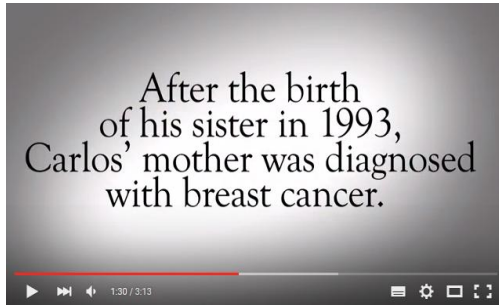 After the birth
of his sister in 1993,
Carlos' mother was diagnosed
with breast cancer.
1:30 / 3:13